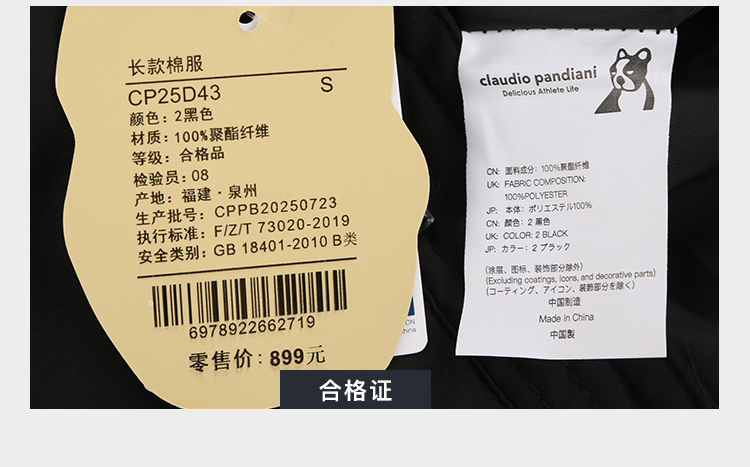 长款棉服
CP25D43 S
颜色：2黑色
材质：100%聚酯纤维
等级：合格品
检验员：08
产地：福建·泉州
生产批号：CPPB20250723
执行标准：F/Z/T 73020-2019
安全类别：GB 18401-2010 B类
6978922662719
零售价：899元
claudio pandiani
Delicious Athlete Life
CN: 面料成分：100%聚酯纤维
UK: FABRIC COMPOSITION:
100%POLYESTER
JP: 本体：ポリエステル100%
CN: 颜色：2 黑色
UK: COLOR: 2 BLACK
JP: カラー：2 ブラック
(涂层、图标、装饰部分除外)
(Excluding coatings, icons, and decorative parts)
(コーティング、アイコン、装飾部分を除く)
中国制造
Made in China
中国製
合格证